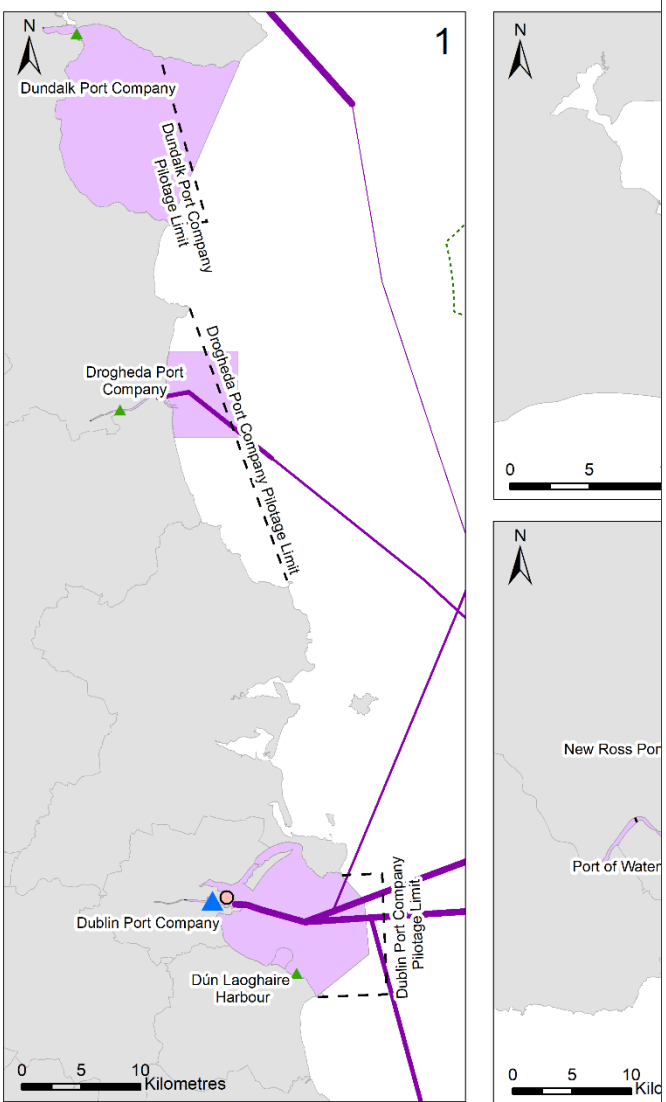 N
1
Dundalk Port Company
Dundalk Port Company
Pilotage Limit
Drogheda Port
Company
Drogheda Port Company Pilotage Limit
Dublin Port Company
Dublin Port Company
Pilotage Limit
Dún Laoghaire
Harbour
0 5 10
Kilometres
N
0 5
N
New Ross Por
Port of Water
0 5 10
Kilo